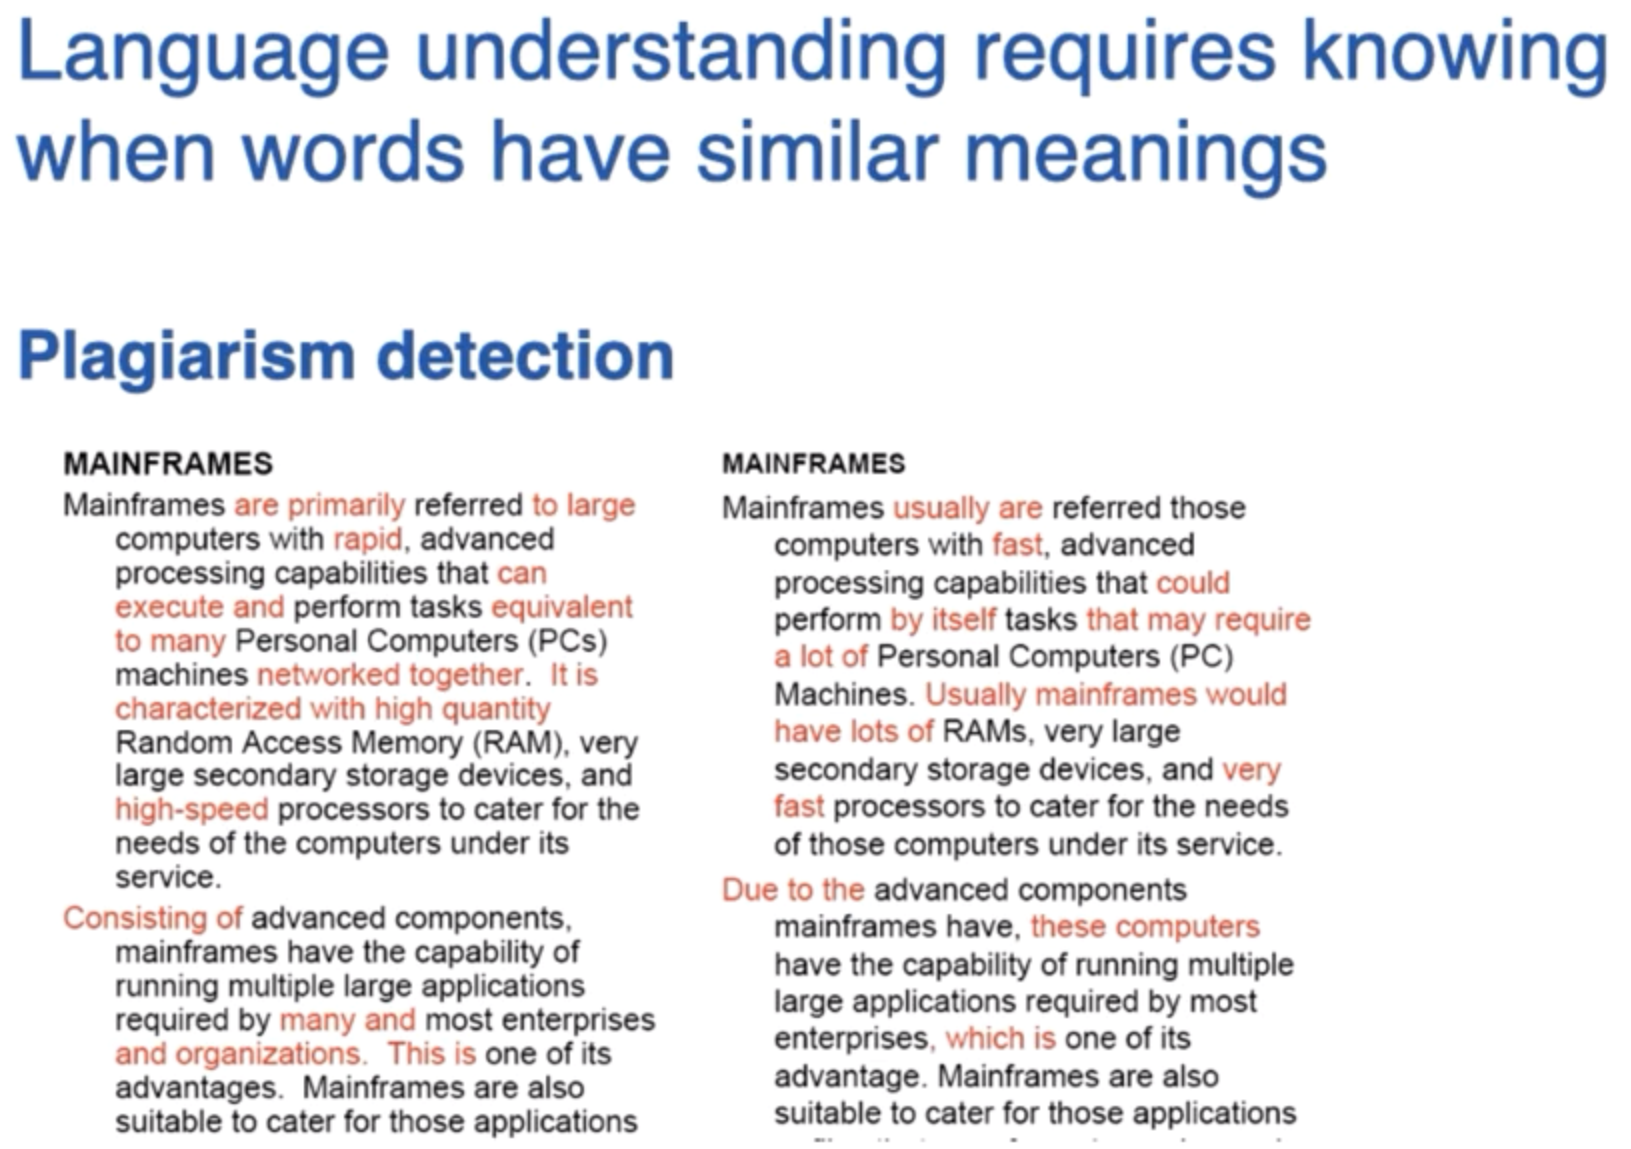 Language understanding requires knowing
when words have similar meanings
Plagiarism detection
MAINFRAMES
Mainframes are primarily referred to large
computers with rapid, advanced
processing capabilities that can
execute and perform tasks equivalent
to many Personal Computers (PCs)
machines networked together.  It is
characterized with high quantity
Random Access Memory (RAM), very
large secondary storage devices, and
high-speed processors to cater for the
needs of the computers under its
service.
Consisting of advanced components,
mainframes have the capability of
running multiple large applications
required by many and most enterprises
and organizations.  This is one of its
advantages.  Mainframes are also
suitable to cater for those applications
MAINFRAMES
Mainframes usually are referred those
computers with fast, advanced
processing capabilities that could
perform by itself tasks that may require
a lot of Personal Computers (PC)
Machines. Usually mainframes would
have lots of RAMs, very large
secondary storage devices, and very
fast processors to cater for the needs
of those computers under its service.
Due to the advanced components
mainframes have, these computers
have the capability of running multiple
large applications required by most
enterprises, which is one of its
advantage. Mainframes are also
suitable to cater for those applications